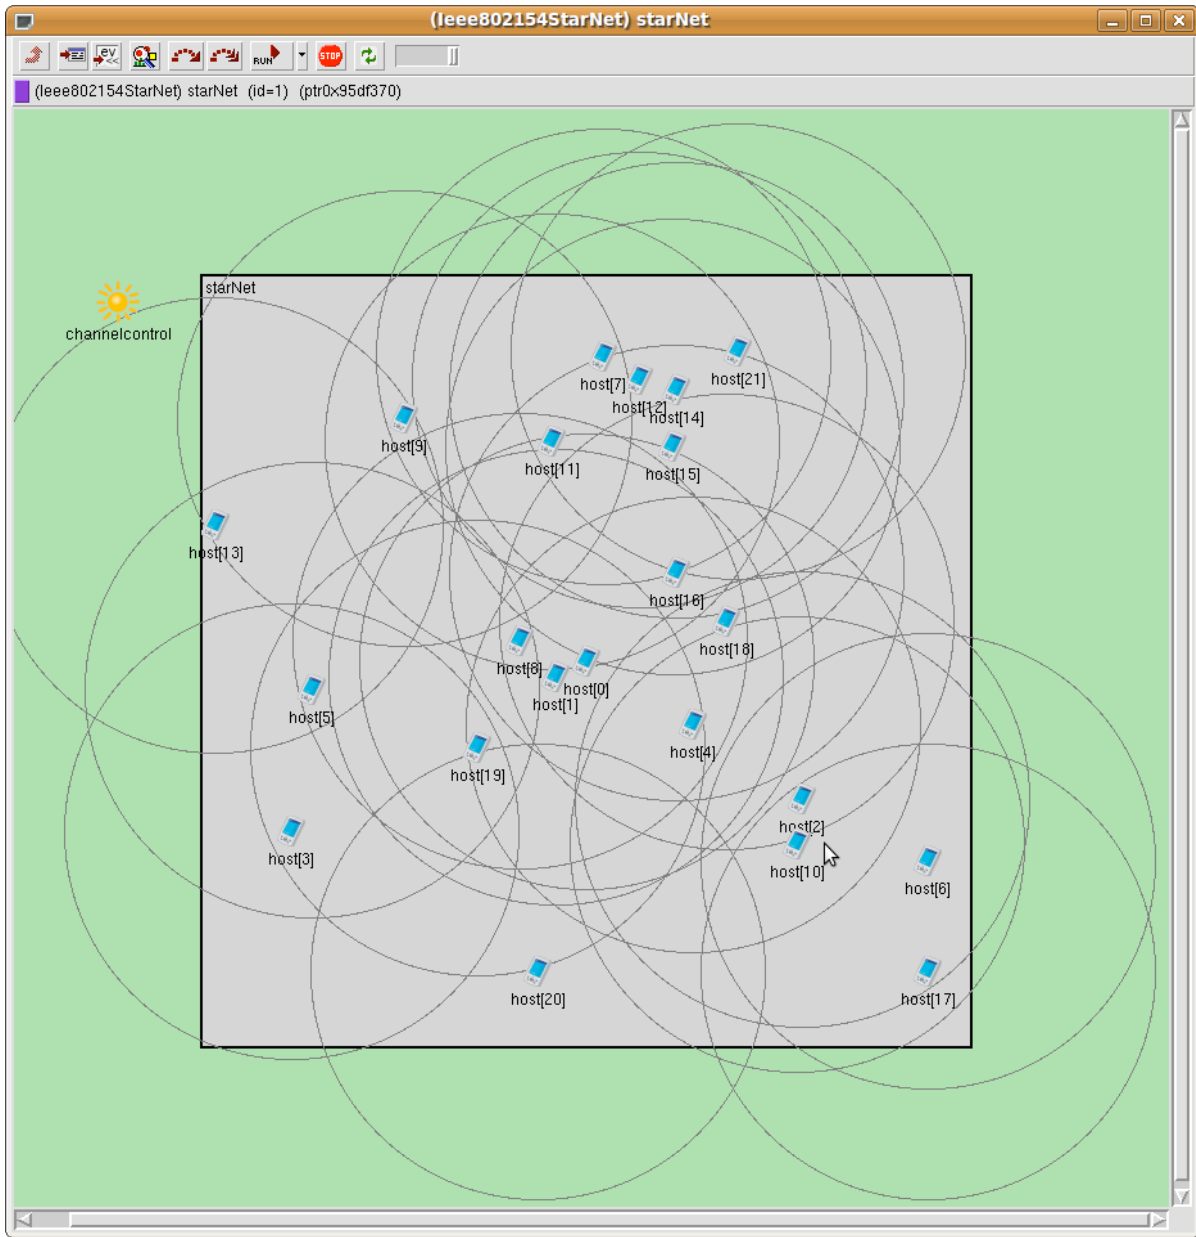 (Ieee802154StarNet) starNet
.ev
<<
RUN
STOP
(Ieee802154StarNet) starNet (id=1) (ptr0x95df370)
starNet
channelcontrol
host[7]
host[21]
host[12]
host[14]
host[9]
host[11]
host[15]
host[13]
host[16]
host[18]
host[8]
host[0]
host[1]
host[5]
host[4]
host[19]
host[2]
host[3]
host[10]
host[6]
host[20]
host[17]